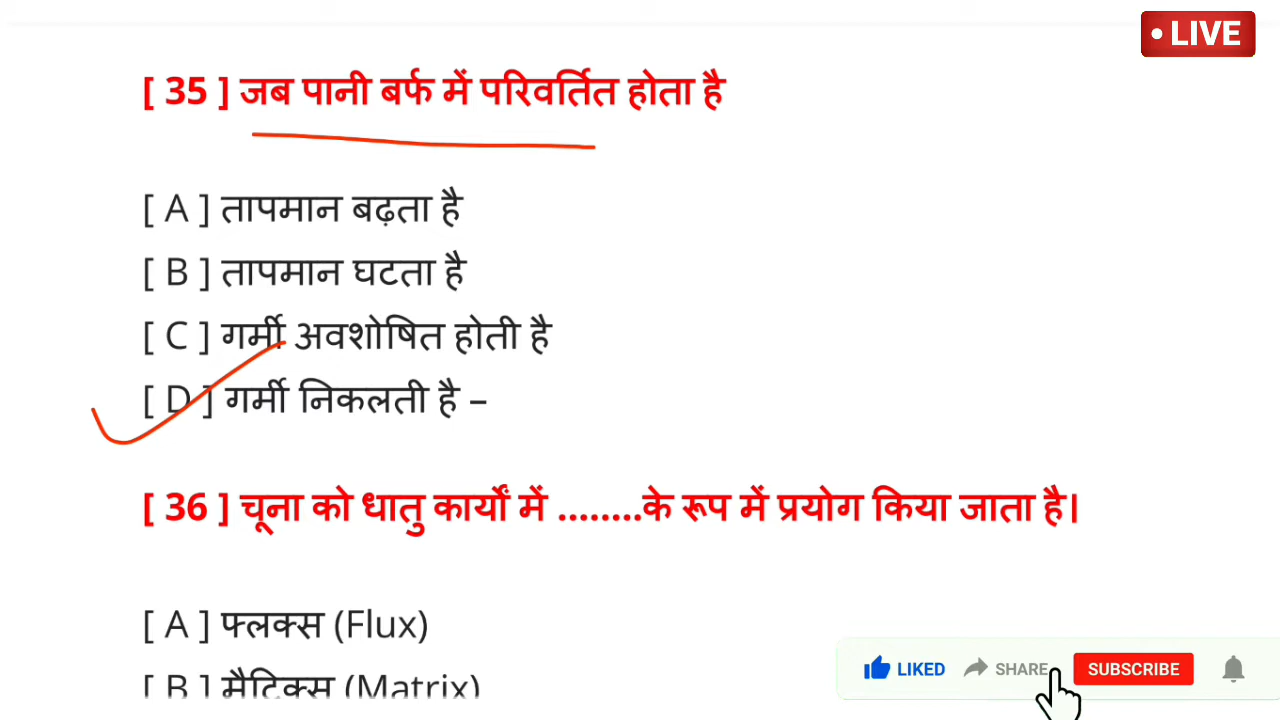 LIVE
[ 35 ] जब पानी बर्फ में परिवर्तित होता है
[ A ] तापमान बढ़ता है
[ B ] तापमान घटता है
[ C ] गर्मी अवशोषित होती है
[ D ] गर्मी निकलती है –
[ 36 ] चूना को धातु कार्यों में ........के रूप में प्रयोग किया जाता है।
[ A ] फ्लक्स (Flux)
[ B ] मैट्रिक्स (Matrix)
LIKED SHARE SUBSCRIBE